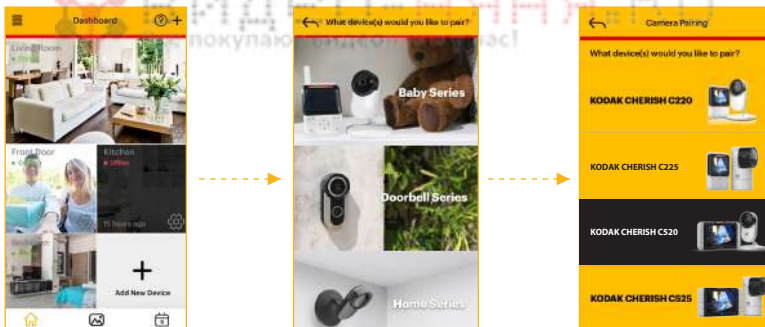 Dashboard
Living Room
Front Door
Kitchen
Offline
15 hours ago
Add New Device
What device(s) would you like to pair?
Baby Series
Doorbell Series
Home Series
Camera Pairing
What device(s) would you like to pair?
KODAK CHERISH C220
KODAK CHERISH C225
KODAK CHERISH C520
KODAK CHERISH C525